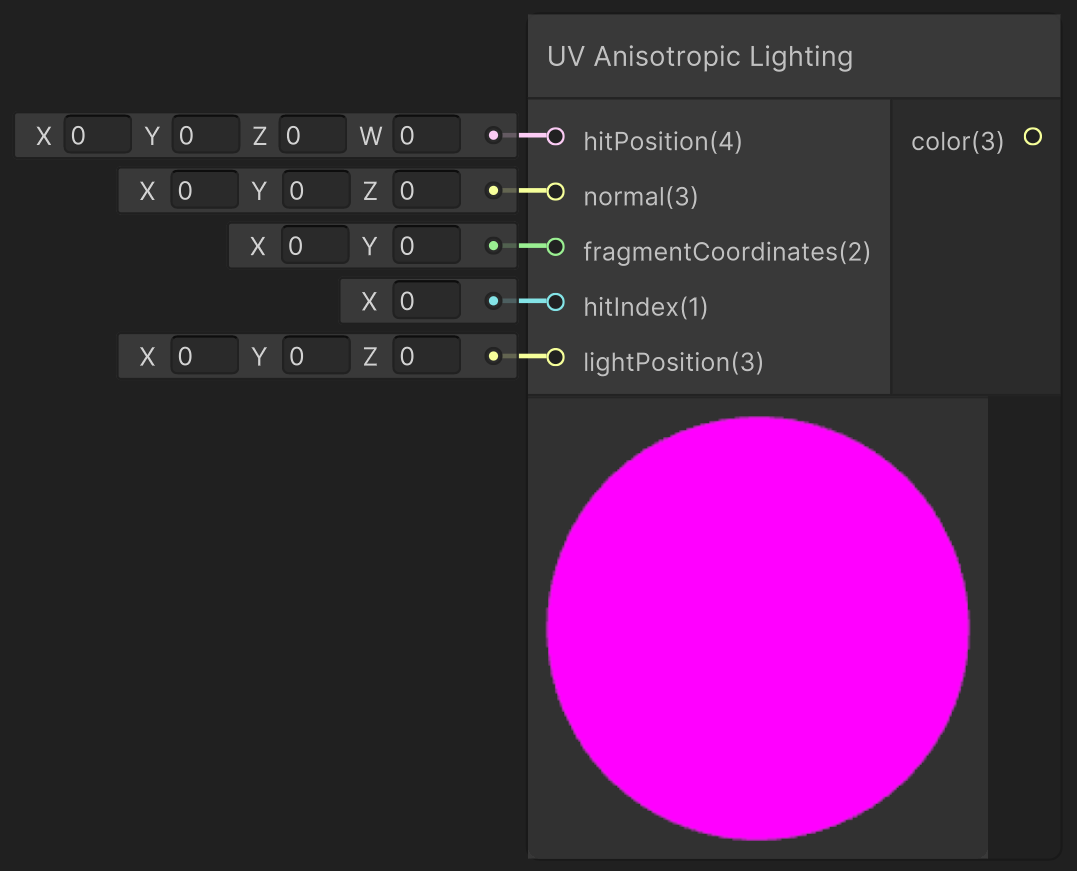 UV Anisotropic Lighting
X 0 Y 0 Z 0 W 0 hitPosition(4) color(3)
X 0 Y 0 Z 0 normal(3)
X 0 Y 0 fragmentCoordinates(2)
X 0 hitIndex(1)
X 0 Y 0 Z 0 lightPosition(3)